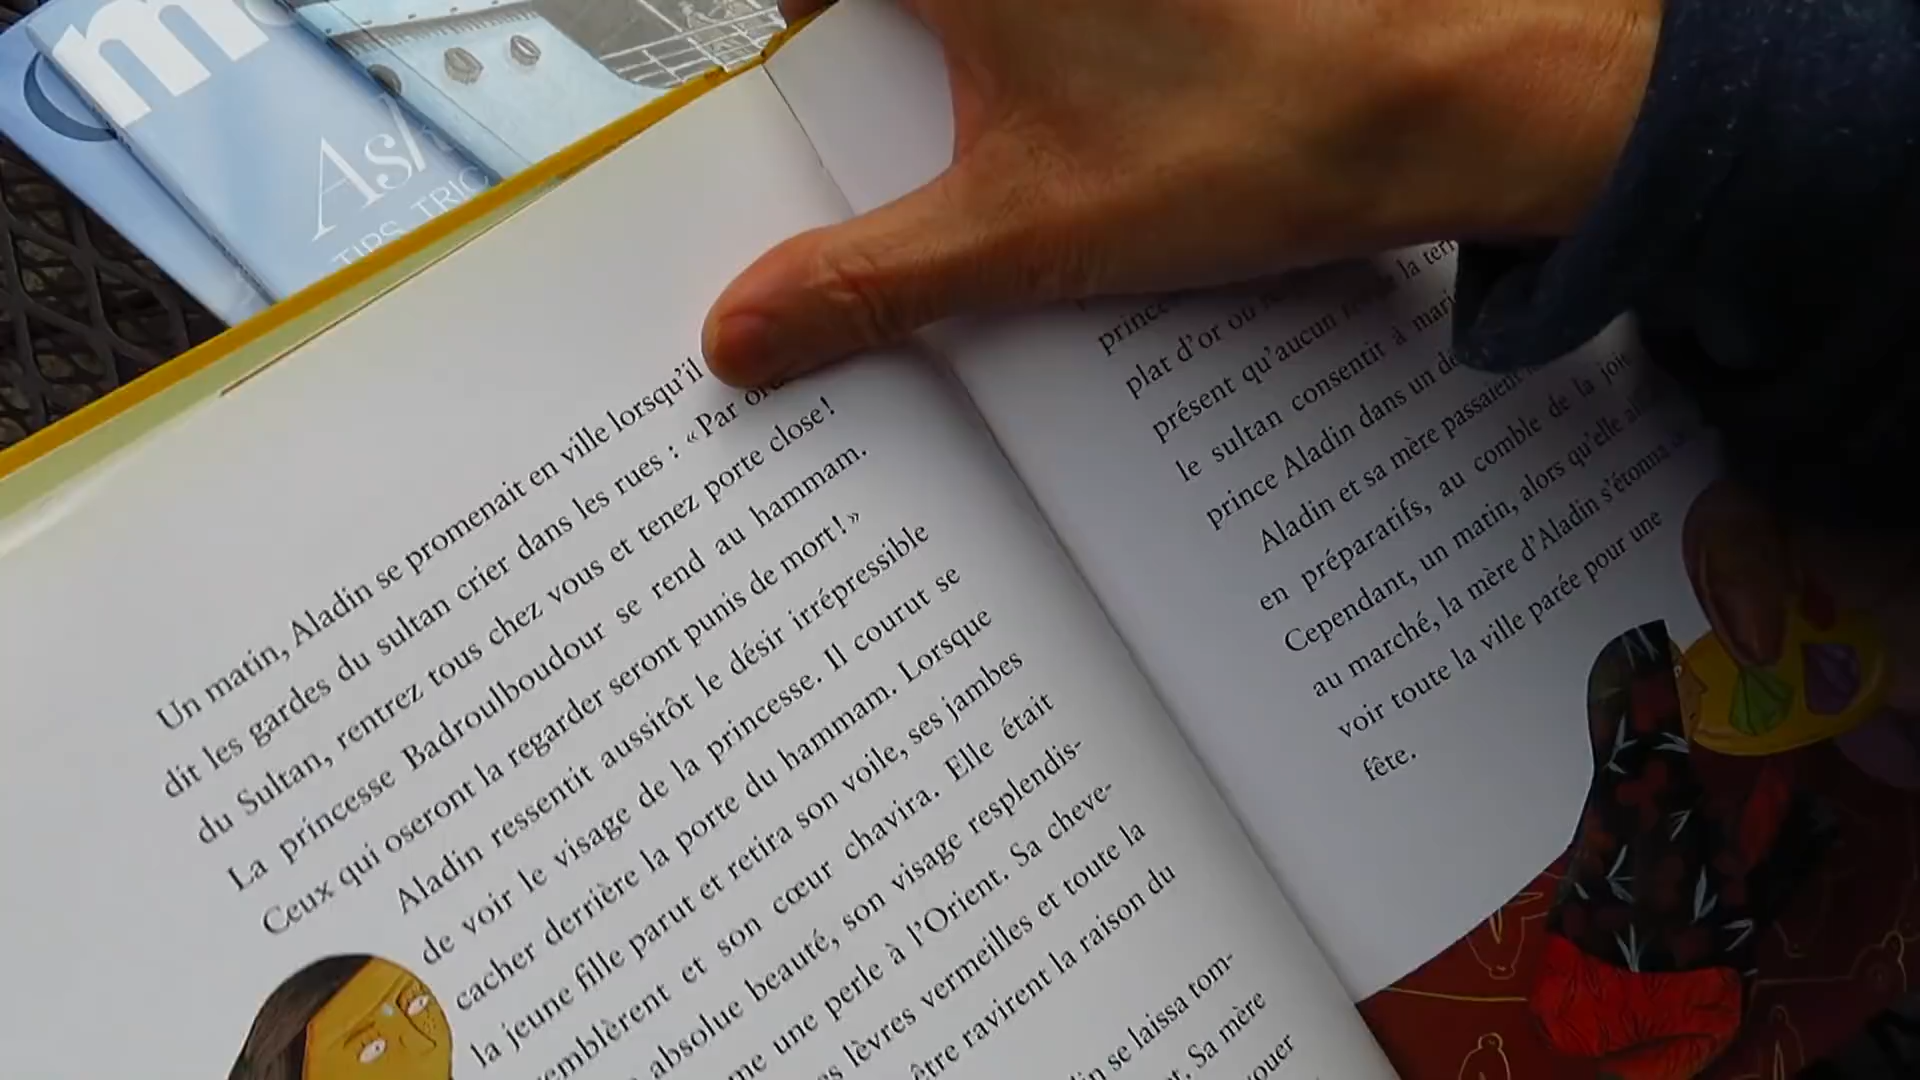 m
Ask
TIPS, TRIC
Un matin, Aladin se promenait en ville lorsqu'il
dit les gardes du sultan crier dans les rues : « Par
du Sultan, rentrez tous chez vous et tenez porte close!
La princesse Badroulboudour se rend au hammam.
Ceux qui oseront la regarder seront punis de mort! »
Aladin ressentit aussitôt le désir irrépressible
de voir le visage de la princesse. Il courut se
cacher derrière la porte du hammam. Lorsque
la jeune fille parut et retira son voile, ses jambes
emblèrent et son cœur chavira. Elle était
absolue beauté, son visage resplendis-
me une perle à l'Orient. Sa cheve-
lèvres vermeilles et toute la
être ravirent la raison du
se laissa tom-
Sa mère
prince
plat d'or où
présent qu'aucun la
le sultan consentit à
prince Aladin dans un
Aladin et sa mère passaient
en préparatifs, au comble de la joie
Cependant, un matin, alors qu'elle
au marché, la mère d'Aladin s'étonna
voir toute la ville parée pour une
fête.